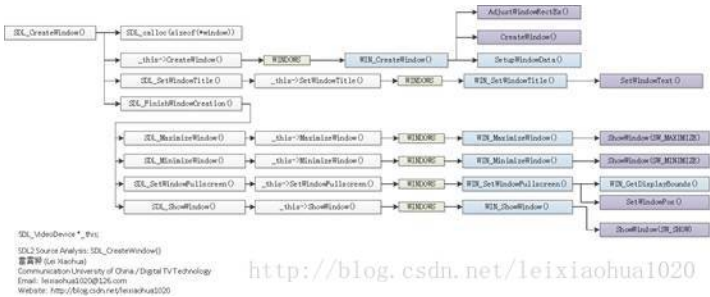 AdjustWindowRectEx()
SDL_CreateWindow() SDL_calloc(sizeof(*window)) CreateWindow()
_this->CreateWindow() WINDOWS WIN_CreateWindow() SetupWindowData()
SDL_SetWindowTitle() _this->SetWindowTitle() WINDOWS WIN_SetWindowTitle() SetWindowText()
SDL_FinishWindowCreation()
SDL_MaximizeWindow() _this->MaximizeWindow() WINDOWS WIN_MaximizeWindow() ShowWindow(SW_MAXIMIZE)
SDL_MinimizeWindow() _this->MinimizeWindow() WINDOWS WIN_MinimizeWindow() ShowWindow(SW_MINIMIZE)
SDL_SetWindowFullscreen() _this->SetWindowFullscreen() WINDOWS WIN_SetWindowFullscreen() WIN_GetDisplayBounds()
SDL_ShowWindow() _this->ShowWindow() WINDOWS WIN_ShowWindow() SetWindowPos()
ShowWindow(SW_SHOW)
SDL_VideoDevice *_this;
SDL2 Source Analysis: SDL_CreateWindow()
雷霄骅 (Lei Xiaohua)
Communication University of China / Digital TV Technology
Email: leixiaohua1020@126.com
Website: http://blog.csdn.net/leixiaohua1020
http://blog.csdn.net/leixiaohua1020